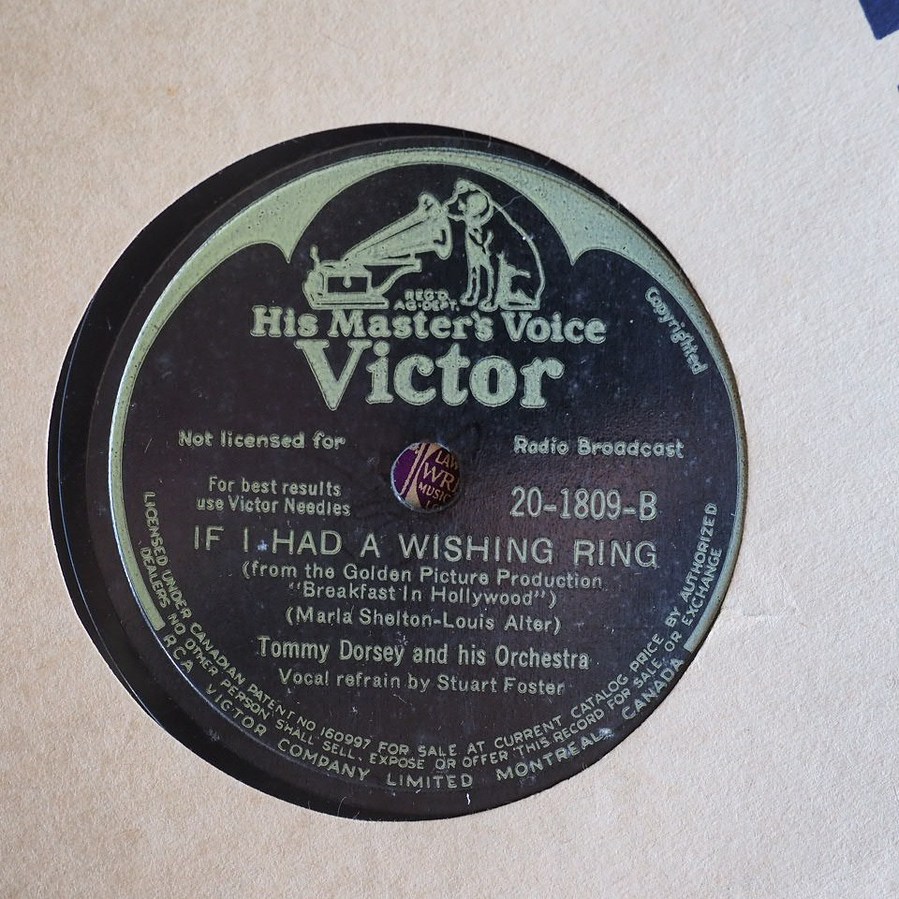 REG'D.
AG-DEPT.
His Master's Voice
Victor
Copyrighted
Not licensed for Radio Broadcast
For best results
use Victor Needles
20-1809-B
IF I HAD A WISHING RING
(from the Golden Picture Production
"Breakfast In Hollywood")
(Marla Shelton-Louis Alter)
Tommy Dorsey and his Orchestra
Vocal refrain by Stuart Foster
LICENSED UNDER CANADIAN PATENT NO. 160997 FOR SALE AT CURRENT CATALOG PRICE BY AUTHORIZED
DEALERS NO OTHER PERSON SHALL SELL, EXPOSE OR OFFER THIS RECORD FOR SALE OR EXCHANGE
RCA VICTOR COMPANY LIMITED MONTREAL, CANADA
MUSIC